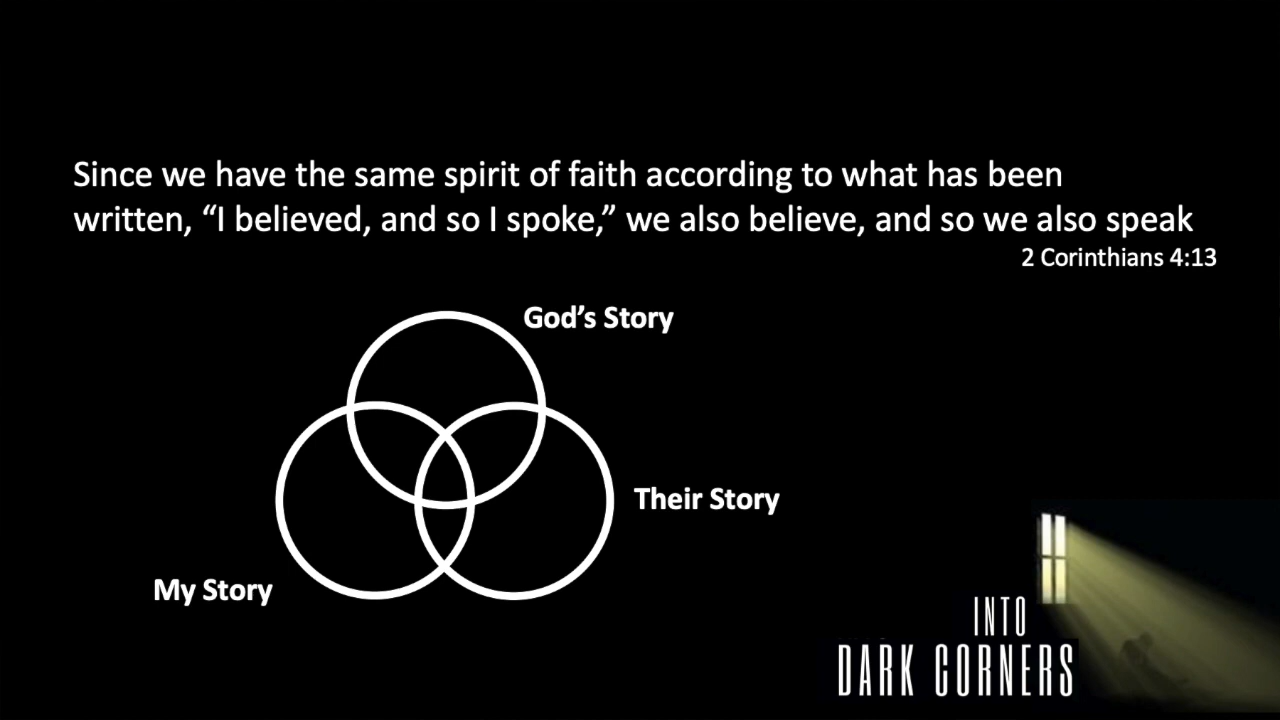 Since we have the same spirit of faith according to what has been
written, “I believed, and so I spoke,” we also believe, and so we also speak
2 Corinthians 4:13
God’s Story
Their Story
My Story
INTO
DARK CORNERS